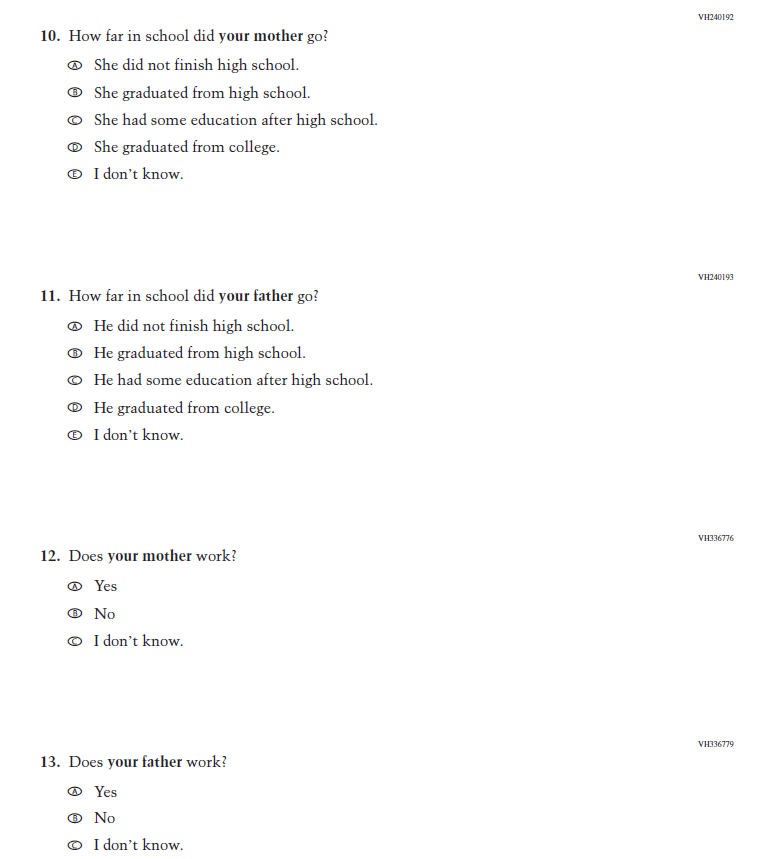 VH240192
10. How far in school did your mother go?
Ⓐ She did not finish high school.
Ⓑ She graduated from high school.
Ⓒ She had some education after high school.
Ⓓ She graduated from college.
Ⓔ I don't know.
VH240193
11. How far in school did your father go?
Ⓐ He did not finish high school.
Ⓑ He graduated from high school.
Ⓒ He had some education after high school.
Ⓓ He graduated from college.
Ⓔ I don't know.
VH336776
12. Does your mother work?
Ⓐ Yes
Ⓑ No
Ⓒ I don't know.
VH336779
13. Does your father work?
Ⓐ Yes
Ⓑ No
Ⓒ I don't know.